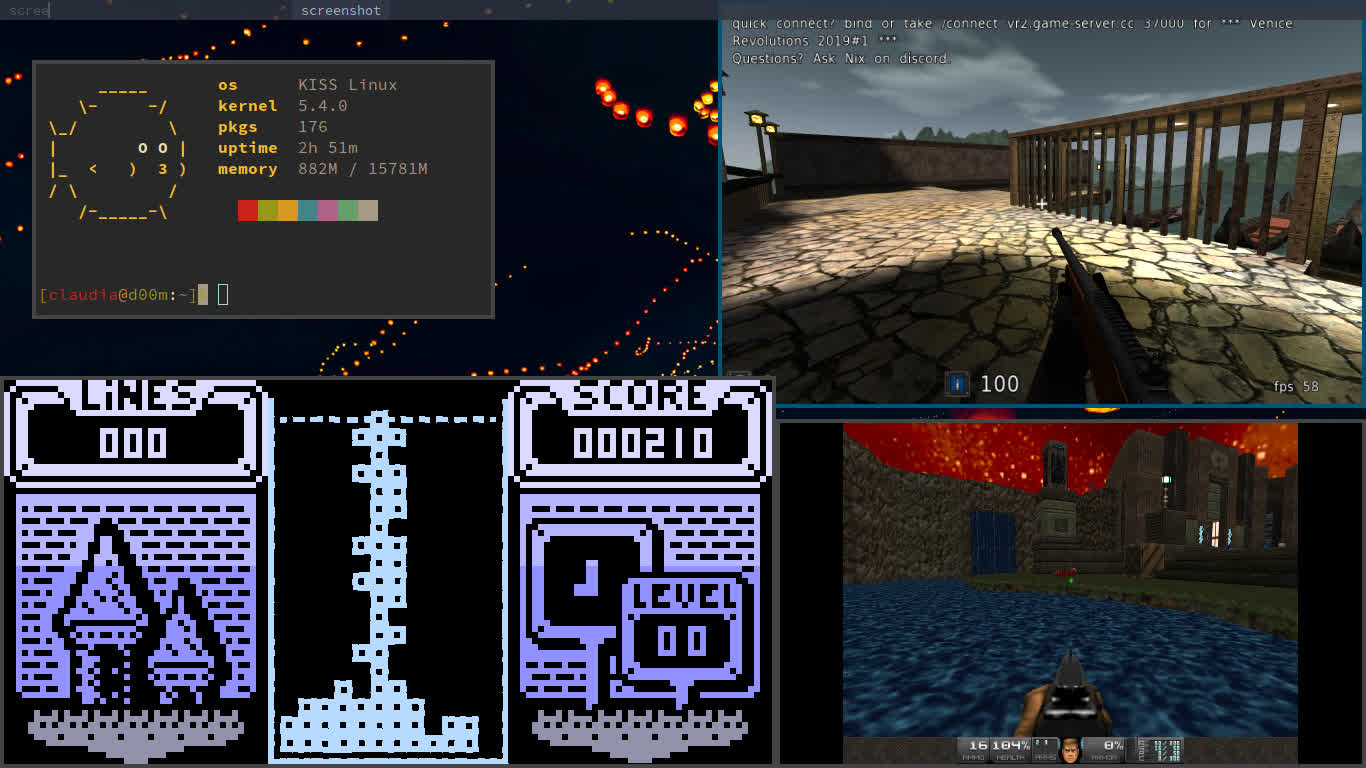 scree
screenshot
os KISS Linux
kernel 5.4.0
pkgs 176
uptime 2h 51m
memory 882M / 15781M
[claudia@d00m:~]
quick connect? bind or take /connect vr2.game-server.cc 37000 for *** Venice
Revolutions 2019#1 ***
Questions? Ask Nix on discord.
100
fps 58
LINES
000
SCORE
000210
LEVEL
00
16 104% 0%
AMMO HEALTH ARMS ARMOR